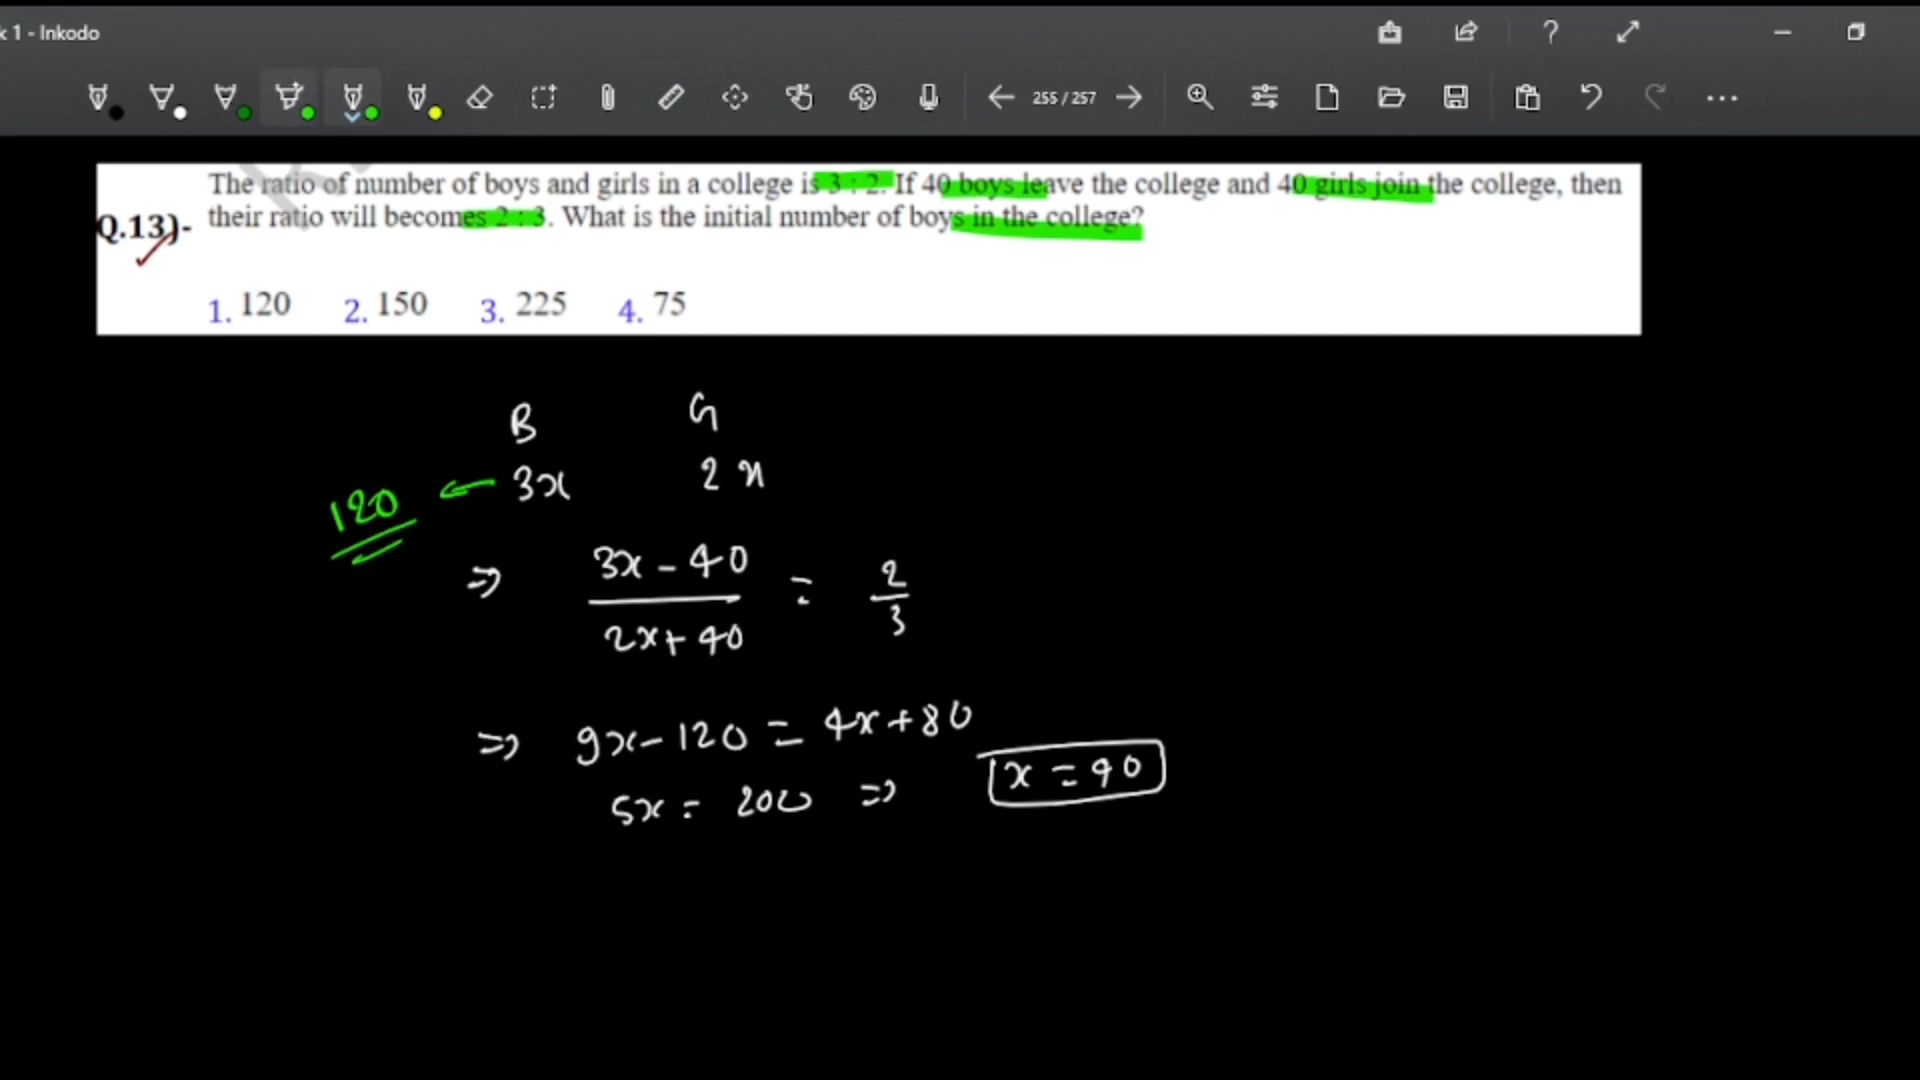 k 1 - Inkodo
255 / 257
The ratio of number of boys and girls in a college is 3 : 2. If 40 boys leave the college and 40 girls join the college, then
Q.13)- their ratio will becomes 2 : 3. What is the initial number of boys in the college?
1. 120 2. 150 3. 225 4. 75
B G
120 ← 3x 2x
⇒ 3x - 40 / 2x + 40 = 2 / 3
⇒ 9x - 120 = 4x + 80
5x = 200 ⇒ x = 40